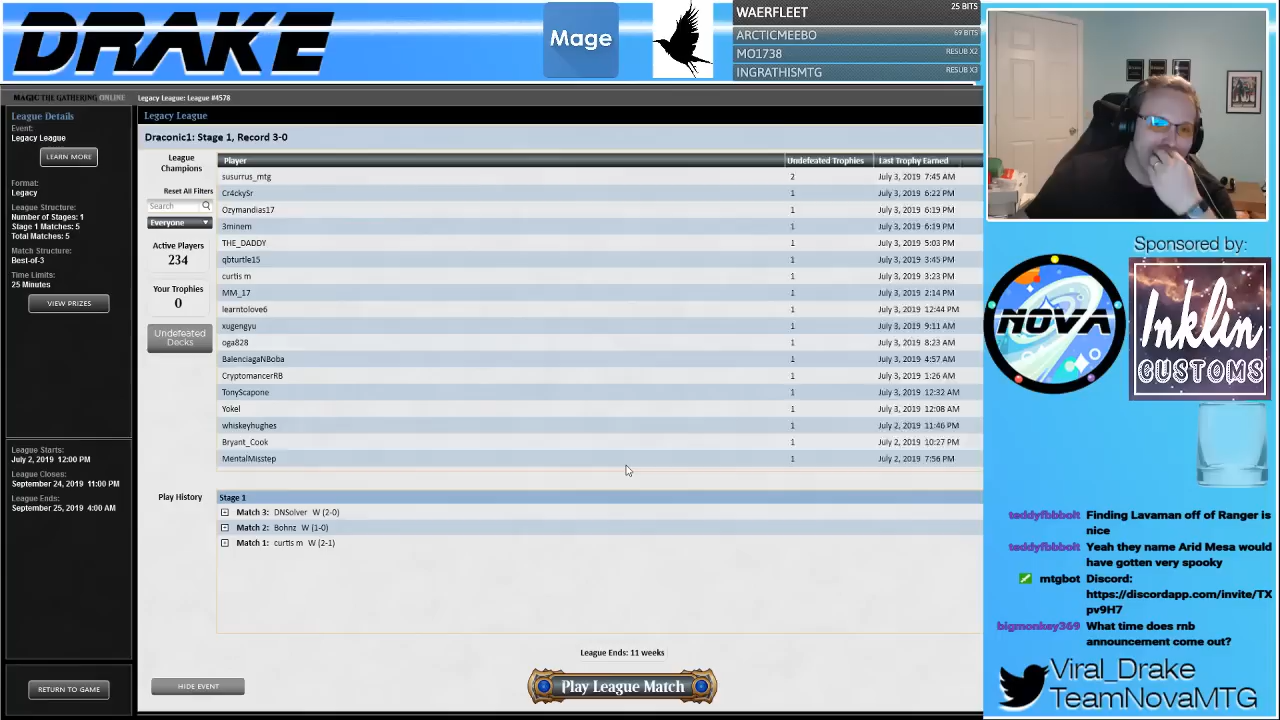 DRAKE
Mage
WAERFLEET 25 BITS
ARCTICMEEBO 69 BITS
MO1738 RESUB X2
INGRATHISMTG RESUB X3
MAGIC THE GATHERING ONLINE
Legacy League: League #4578
League Details
Event:
Legacy League
LEARN MORE
Format:
Legacy
League Structure:
Number of Stages: 1
Stage 1 Matches: 5
Total Matches: 5
Match Structure:
Best-of-3
Time Limits:
25 Minutes
VIEW PRIZES
League Starts:
July 2, 2019 12:00 PM
League Closes:
September 24, 2019 11:00 PM
League Ends:
September 25, 2019 4:00 AM
RETURN TO GAME
Legacy League
Draconic1: Stage 1, Record 3-0
League
Champions
Reset All Filters
Search
Everyone
Active Players
234
Your Trophies
0
Undefeated
Decks
Player Undefeated Trophies Last Trophy Earned
susurrus_mtg 2 July 3, 2019 7:45 AM
Cr4ckySr 1 July 3, 2019 6:22 PM
Ozymandias17 1 July 3, 2019 6:19 PM
3minem 1 July 3, 2019 6:19 PM
THE_DADDY 1 July 3, 2019 5:03 PM
qbturtle15 1 July 3, 2019 3:45 PM
curtis m 1 July 3, 2019 3:23 PM
MM_17 1 July 3, 2019 2:14 PM
learntolove6 1 July 3, 2019 12:44 PM
xugengyu 1 July 3, 2019 9:11 AM
oga828 1 July 3, 2019 8:23 AM
BalenciagaNBoba 1 July 3, 2019 4:57 AM
CryptomancerRB 1 July 3, 2019 1:26 AM
TonyScapone 1 July 3, 2019 12:32 AM
Yokel 1 July 3, 2019 12:08 AM
whiskeyhughes 1 July 2, 2019 11:46 PM
Bryant_Cook 1 July 2, 2019 10:27 PM
MentalMisstep 1 July 2, 2019 7:56 PM
Play History
Stage 1
Match 3: DNSolver W (2-0)
Match 2: Bohnz W (1-0)
Match 1: curtis m W (2-1)
League Ends: 11 weeks
HIDE EVENT
Play League Match
Sponsored by:
NOVA
Inklin
CUSTOMS
teddyfbbbolt Finding Lavaman off of Ranger is
nice
teddyfbbbolt Yeah they name Arid Mesa would
have gotten very spooky
mtgbot Discord:
https://discordapp.com/invite/TX
pv9H7
bigmonkey369 What time does rnb
announcement come out?
Viral_Drake
TeamNovaMTG